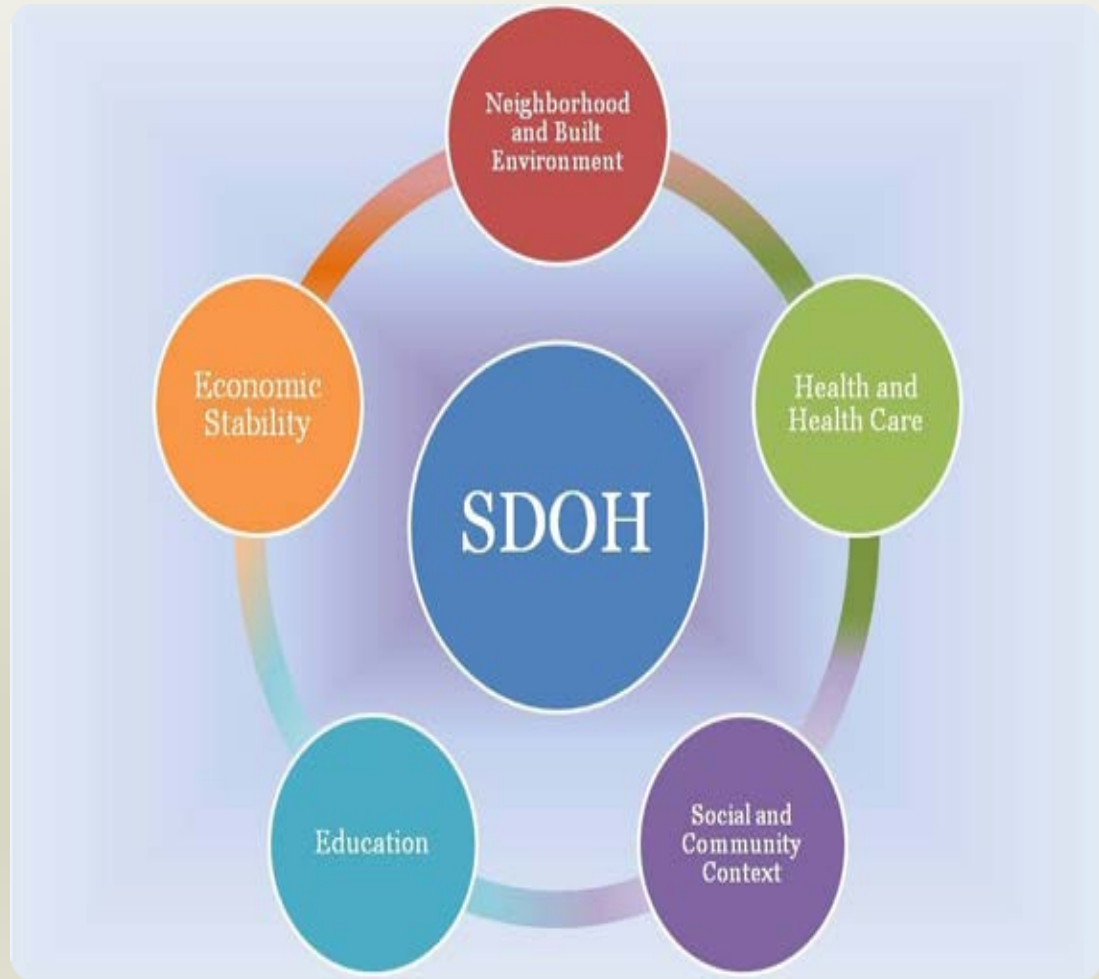 Neighborhood
and Built
Environment
Economic
Stability
Health and
Health Care
SDOH
Education
Social and
Community
Context